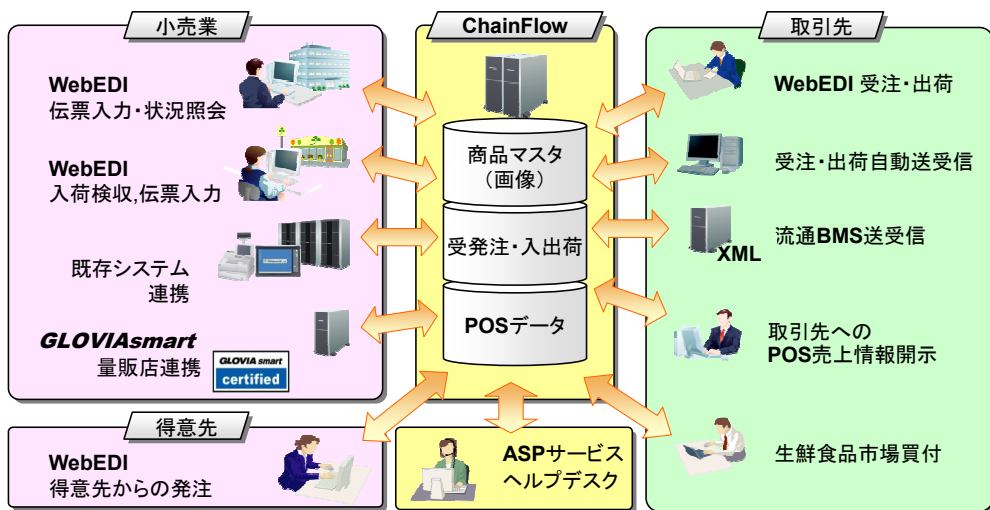 小売業
WebEDI
伝票入力・状況照会
WebEDI
入荷検収,伝票入力
既存システム
連携
GLOVIAsmart
量販店連携
GLOVIA smart
certified
得意先
WebEDI
得意先からの発注
ChainFlow
商品マスタ
（画像）
受発注・入出荷
POSデータ
ASPサービス
ヘルプデスク
取引先
WebEDI 受注・出荷
受注・出荷自動送受信
XML
流通BMS送受信
取引先への
POS売上情報開示
生鮮食品市場買付